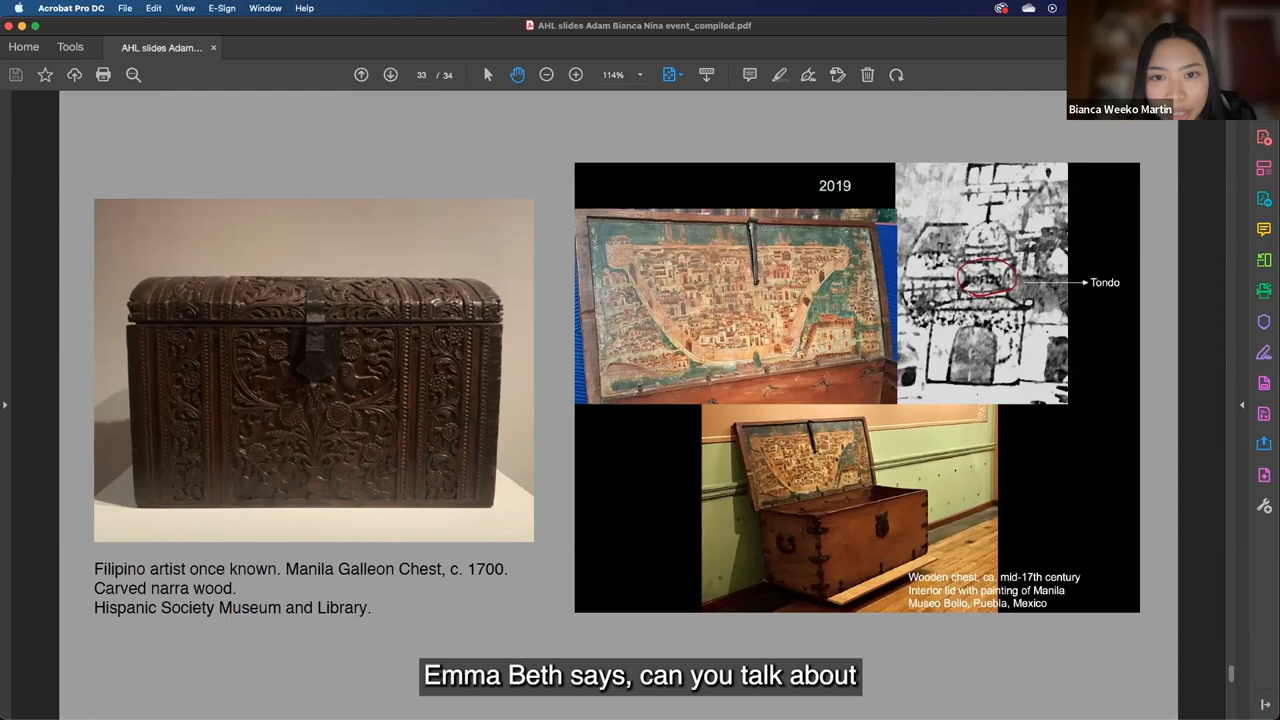 Acrobat Pro DC File Edit View E-Sign Window Help
AHL slides Adam Bianca Nina event_compiled.pdf
Home Tools AHL slides Adam... ×
33 / 34 114%
Bianca Weeko Martin
2019
Tondo
Filipino artist once known. Manila Galleon Chest, c. 1700.
Carved narra wood.
Hispanic Society Museum and Library.
Wooden chest, ca. mid-17th century
Interior lid with painting of Manila
Museo Bello, Puebla, Mexico
Emma Beth says, can you talk about